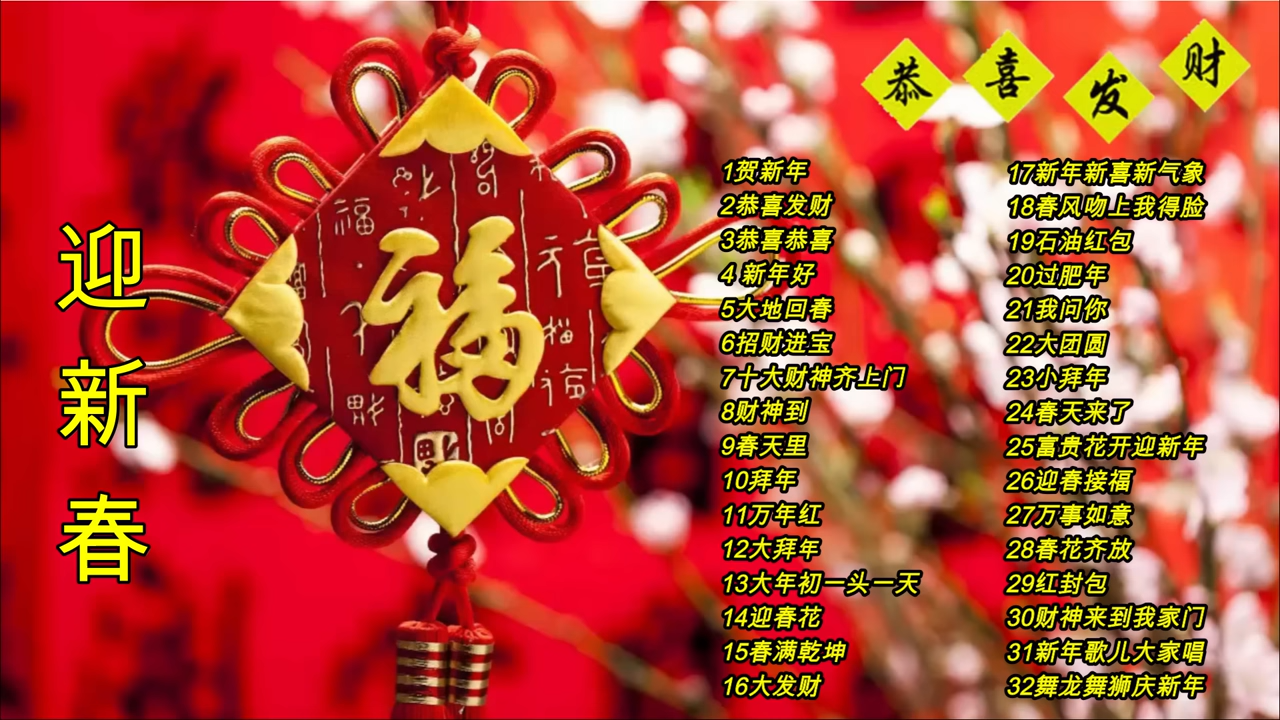 恭喜发财
迎新春
福
1贺新年
2恭喜发财
3恭喜恭喜
4 新年好
5大地回春
6招财进宝
7十大财神齐上门
8财神到
9春天里
10拜年
11万年红
12大拜年
13大年初一头一天
14迎春花
15春满乾坤
16大发财
17新年新喜新气象
18春风吻上我得脸
19石油红包
20过肥年
21我问你
22大团圆
23小拜年
24春天来了
25富贵花开迎新年
26迎春接福
27万事如意
28春花齐放
29红封包
30财神来到我家门
31新年歌儿大家唱
32舞龙舞狮庆新年